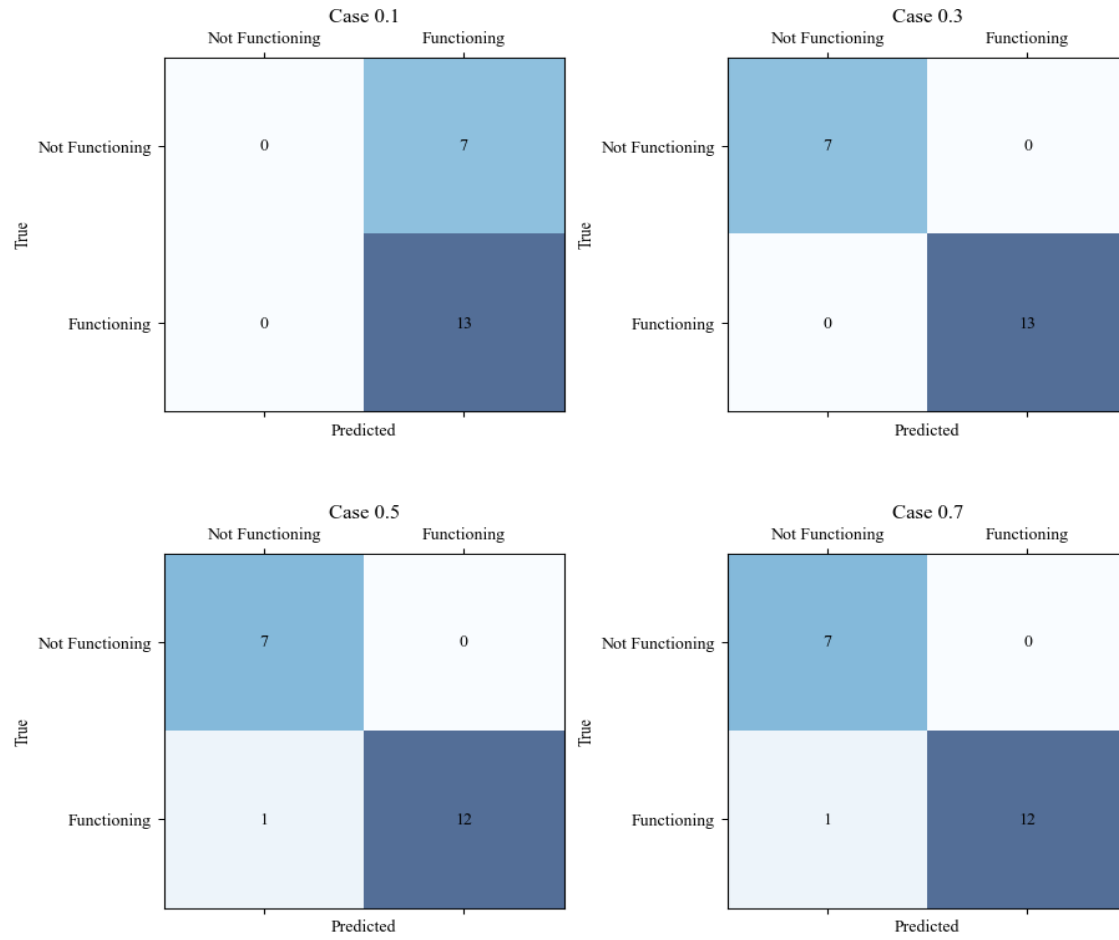 Case 0.1
Not Functioning Functioning
Not Functioning 0 7
True
Functioning 0 13
Predicted
Case 0.3
Not Functioning Functioning
Not Functioning 7 0
True
Functioning 0 13
Predicted
Case 0.5
Not Functioning Functioning
Not Functioning 7 0
True
Functioning 1 12
Predicted
Case 0.7
Not Functioning Functioning
Not Functioning 7 0
True
Functioning 1 12
Predicted